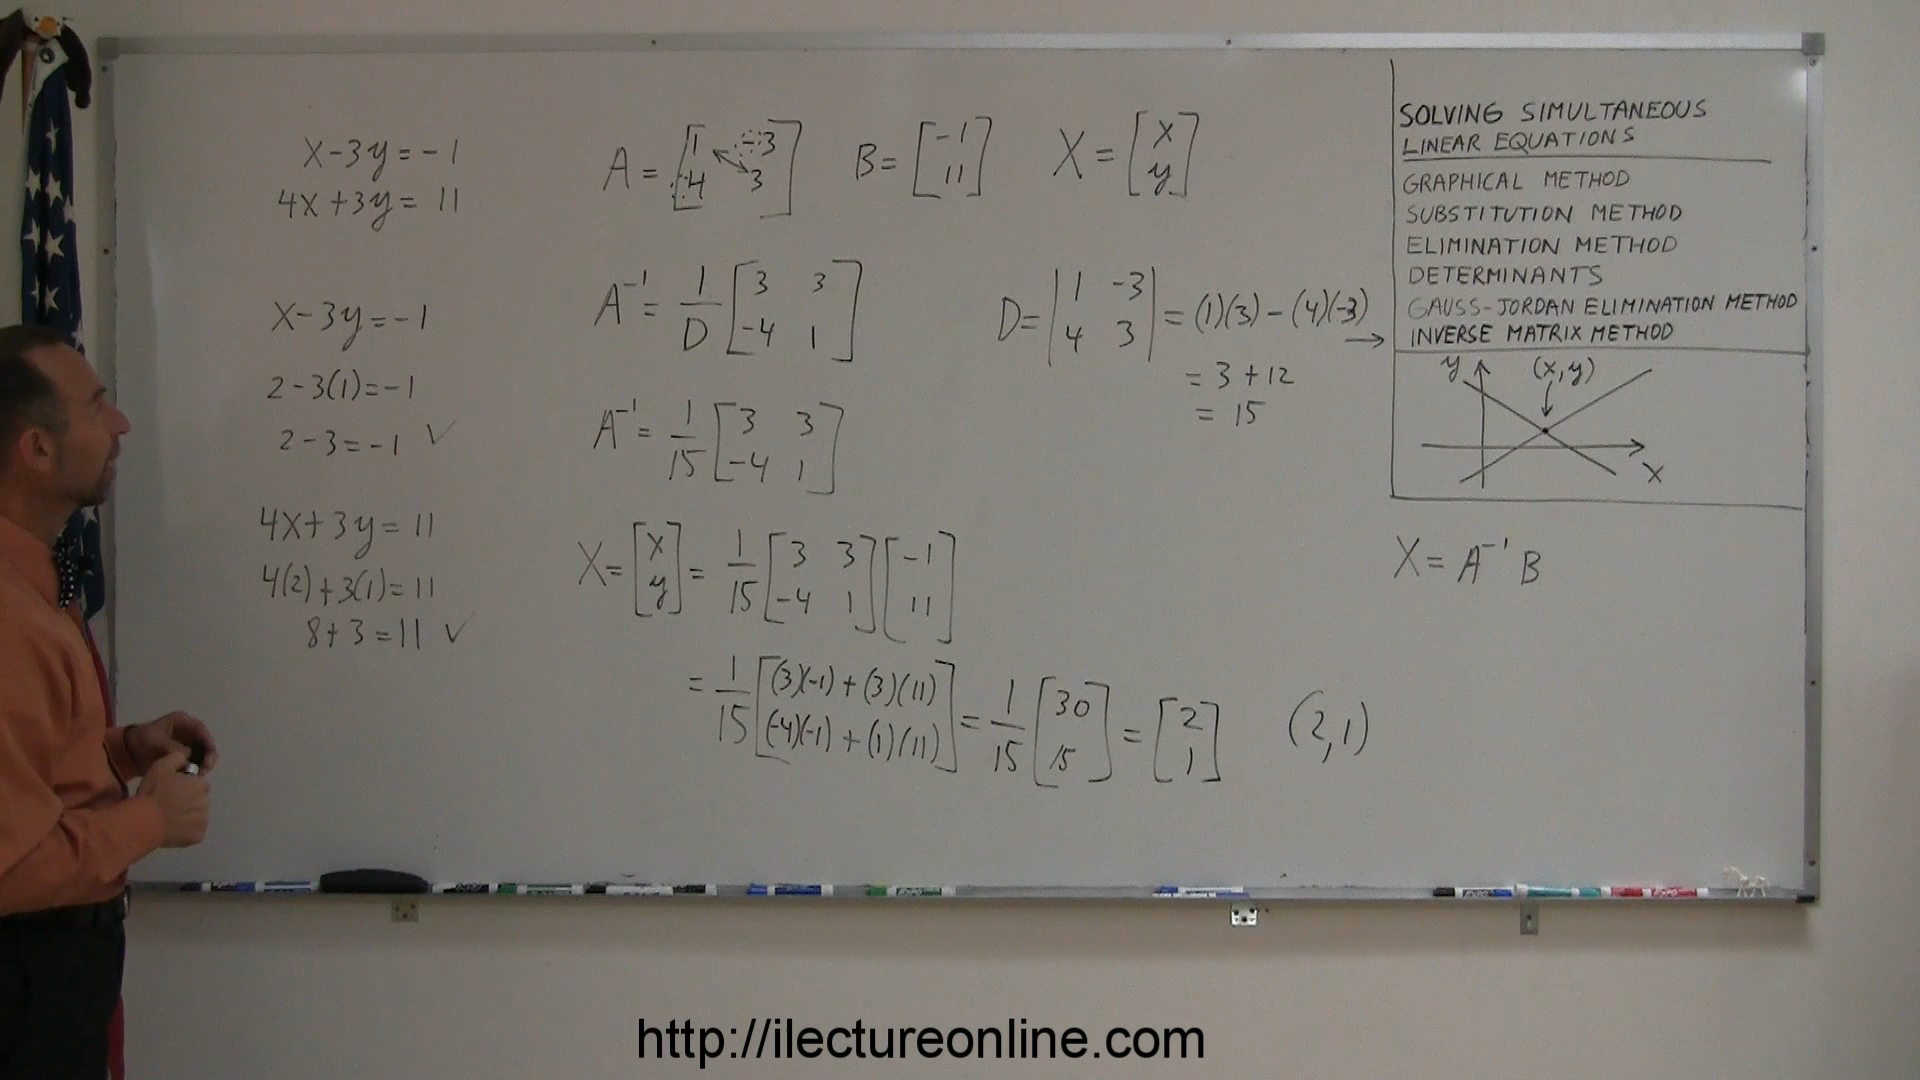 x-3y=-1
4x+3y=11
x-3y=-1
2-3(1)=-1
2-3=-1 ✓
4x+3y=11
4(2)+3(1)=11
8+3=11 ✓
A = [1 -3
4 3]
B = [-1
11]
X = [x
y]
A⁻¹ = 1/D [3 3
-4 1]
D = |1 -3
4 3| = (1)(3) - (4)(-3)
= 3 + 12
= 15
A⁻¹ = 1/15 [3 3
-4 1]
X = [x
y] = 1/15 [3 3
-4 1] [-1
11]
= 1/15 [(3)(-1) + (3)(11)
(-4)(-1) + (1)(11)] = 1/15 [30
15] = [2
1] (2,1)
SOLVING SIMULTANEOUS
LINEAR EQUATIONS
GRAPHICAL METHOD
SUBSTITUTION METHOD
ELIMINATION METHOD
DETERMINANTS
GAUSS-JORDAN ELIMINATION METHOD
→ INVERSE MATRIX METHOD
y (x,y)
x
X = A⁻¹ B
http://ilectureonline.com